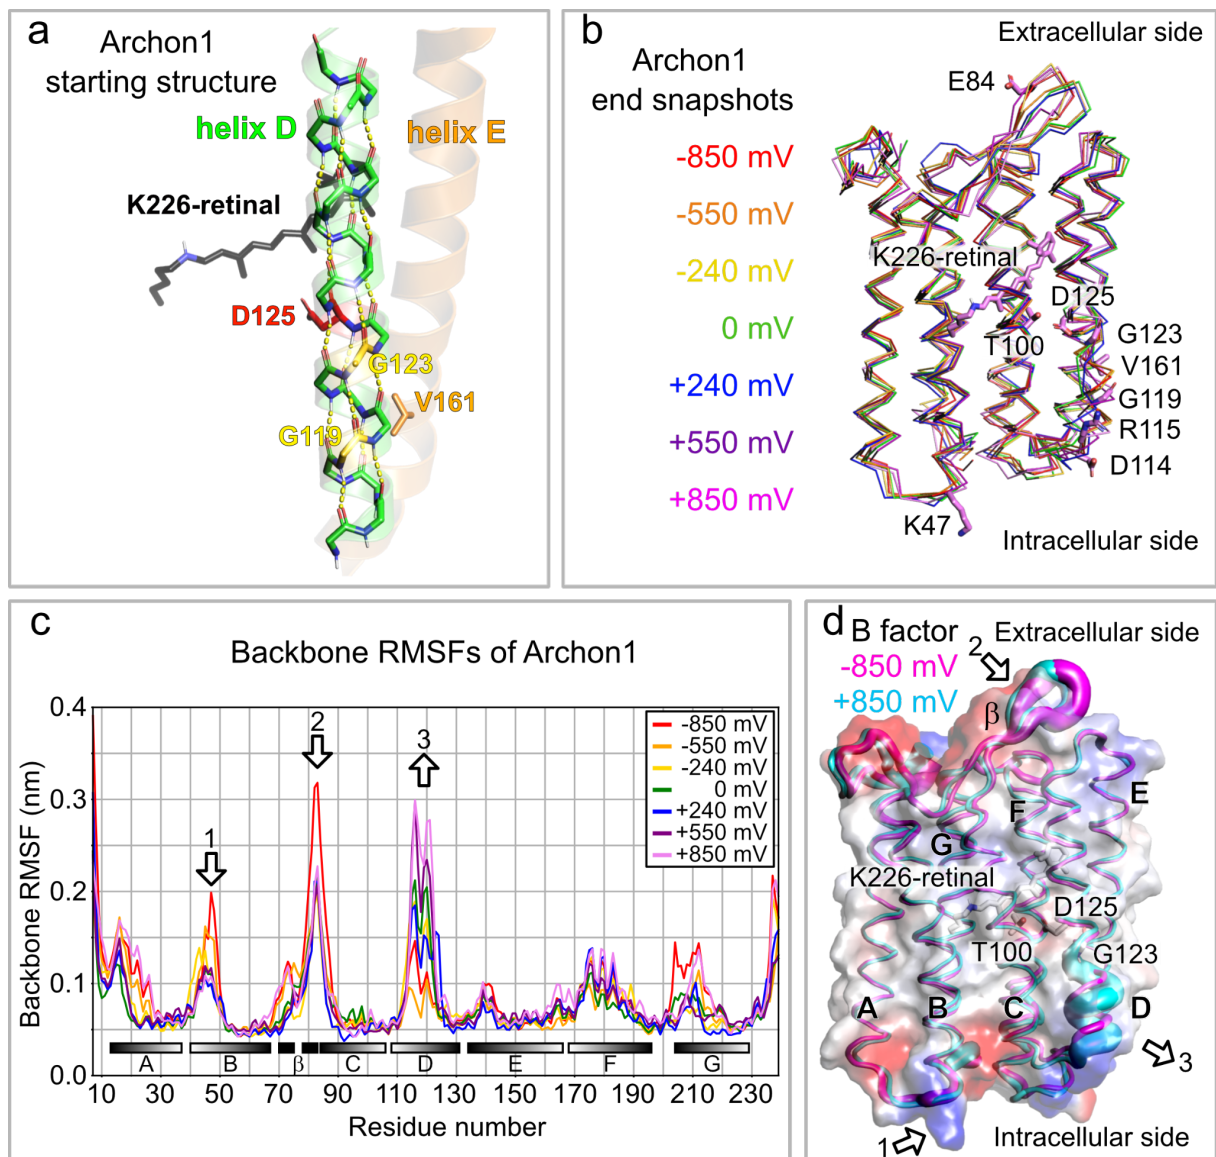 a
Archon1
starting structure
helix D
helix E
K226-retinal
D125
G123
V161
G119
b
Archon1
end snapshots
-850 mV
-550 mV
-240 mV
0 mV
+240 mV
+550 mV
+850 mV
Extracellular side
E84
K226-retinal
D125
T100
G123
V161
G119
R115
D114
K47
Intracellular side
c
Backbone RMSFs of Archon1
Backbone RMSF (nm)
0.4
0.3
0.2
0.1
0.0
1
2
3
-850 mV
-550 mV
-240 mV
0 mV
+240 mV
+550 mV
+850 mV
A B β C D E F G
10 30 50 70 90 110 130 150 170 190 210 230
Residue number
d
B factor
-850 mV
+850 mV
Extracellular side
2
β
F
E
G
K226-retinal
D125
T100
G123
A B C D
3
1
Intracellular side